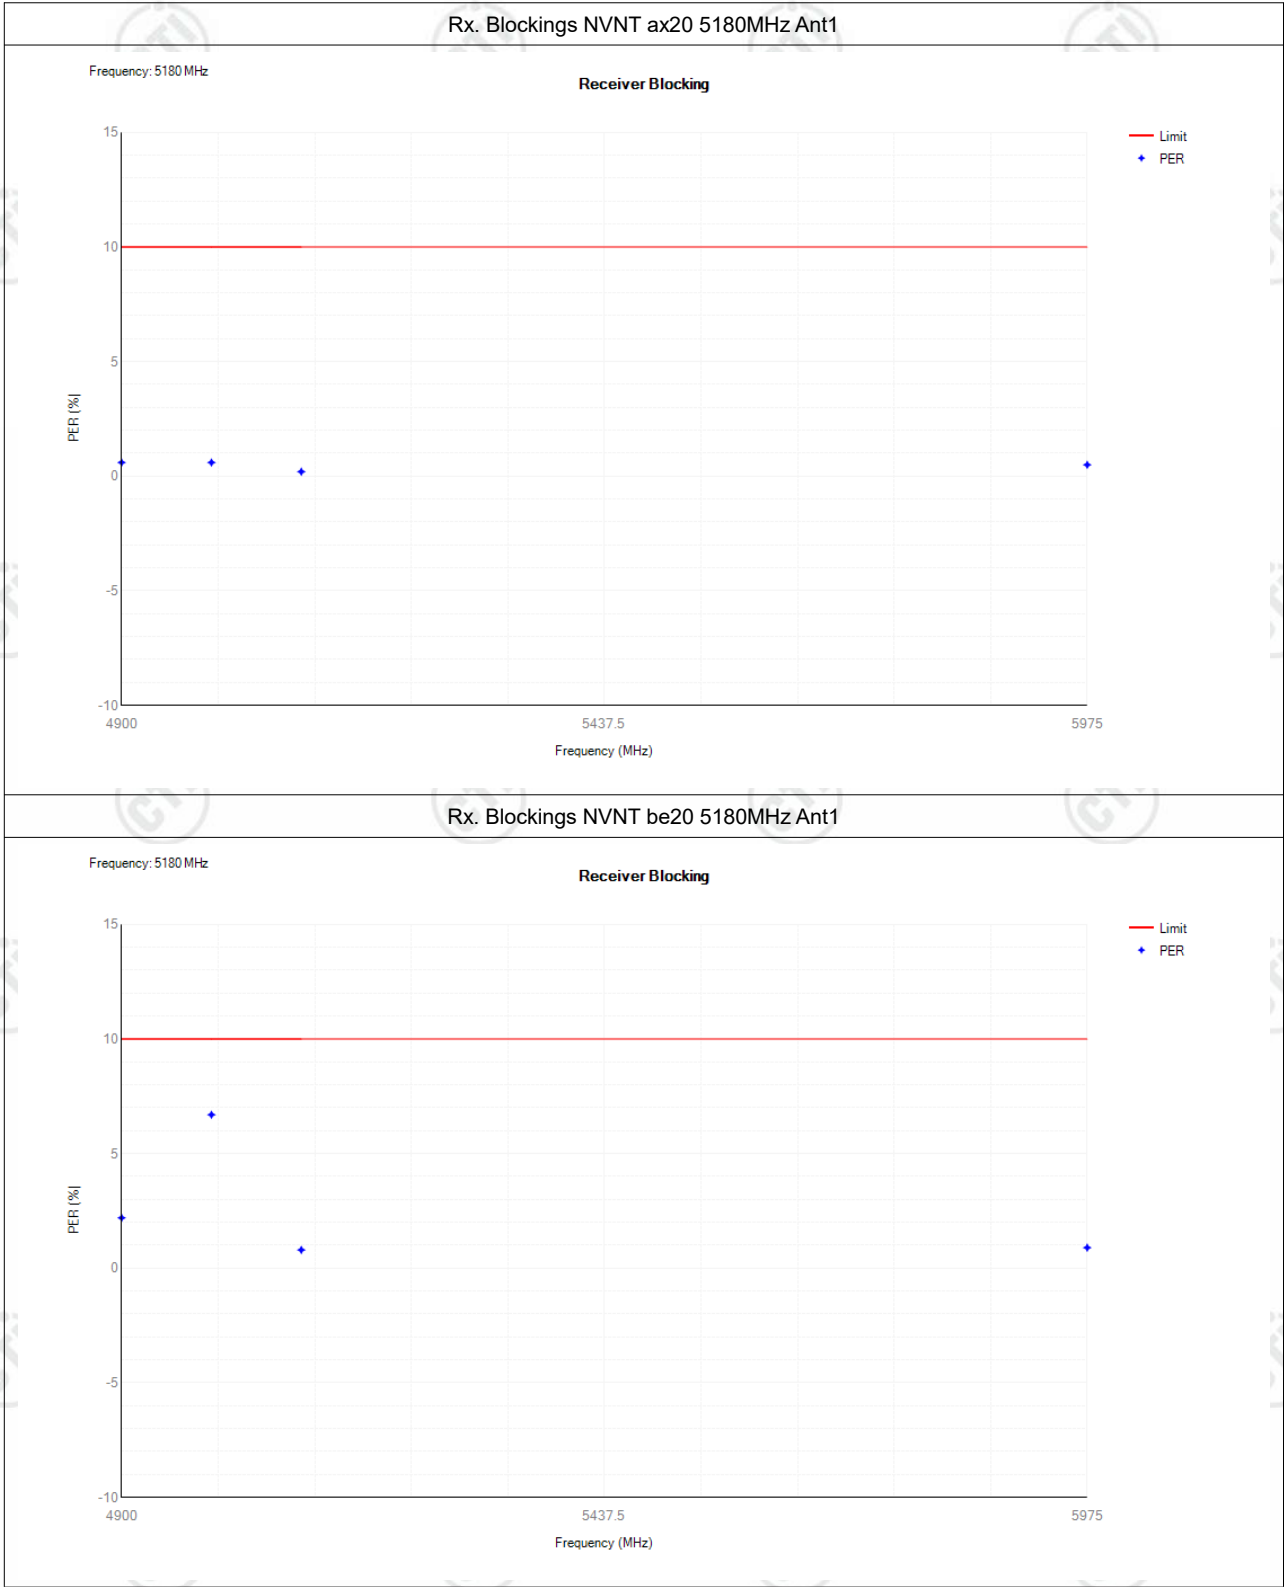 Rx. Blockings NVNT ax20 5180MHz Ant1
Frequency: 5180 MHz
Receiver Blocking
Limit
PER
15
10
5
0
-5
-10
PER (%)
4900
5437.5
5975
Frequency (MHz)
Rx. Blockings NVNT be20 5180MHz Ant1
Frequency: 5180 MHz
Receiver Blocking
Limit
PER
15
10
5
0
-5
-10
PER (%)
4900
5437.5
5975
Frequency (MHz)